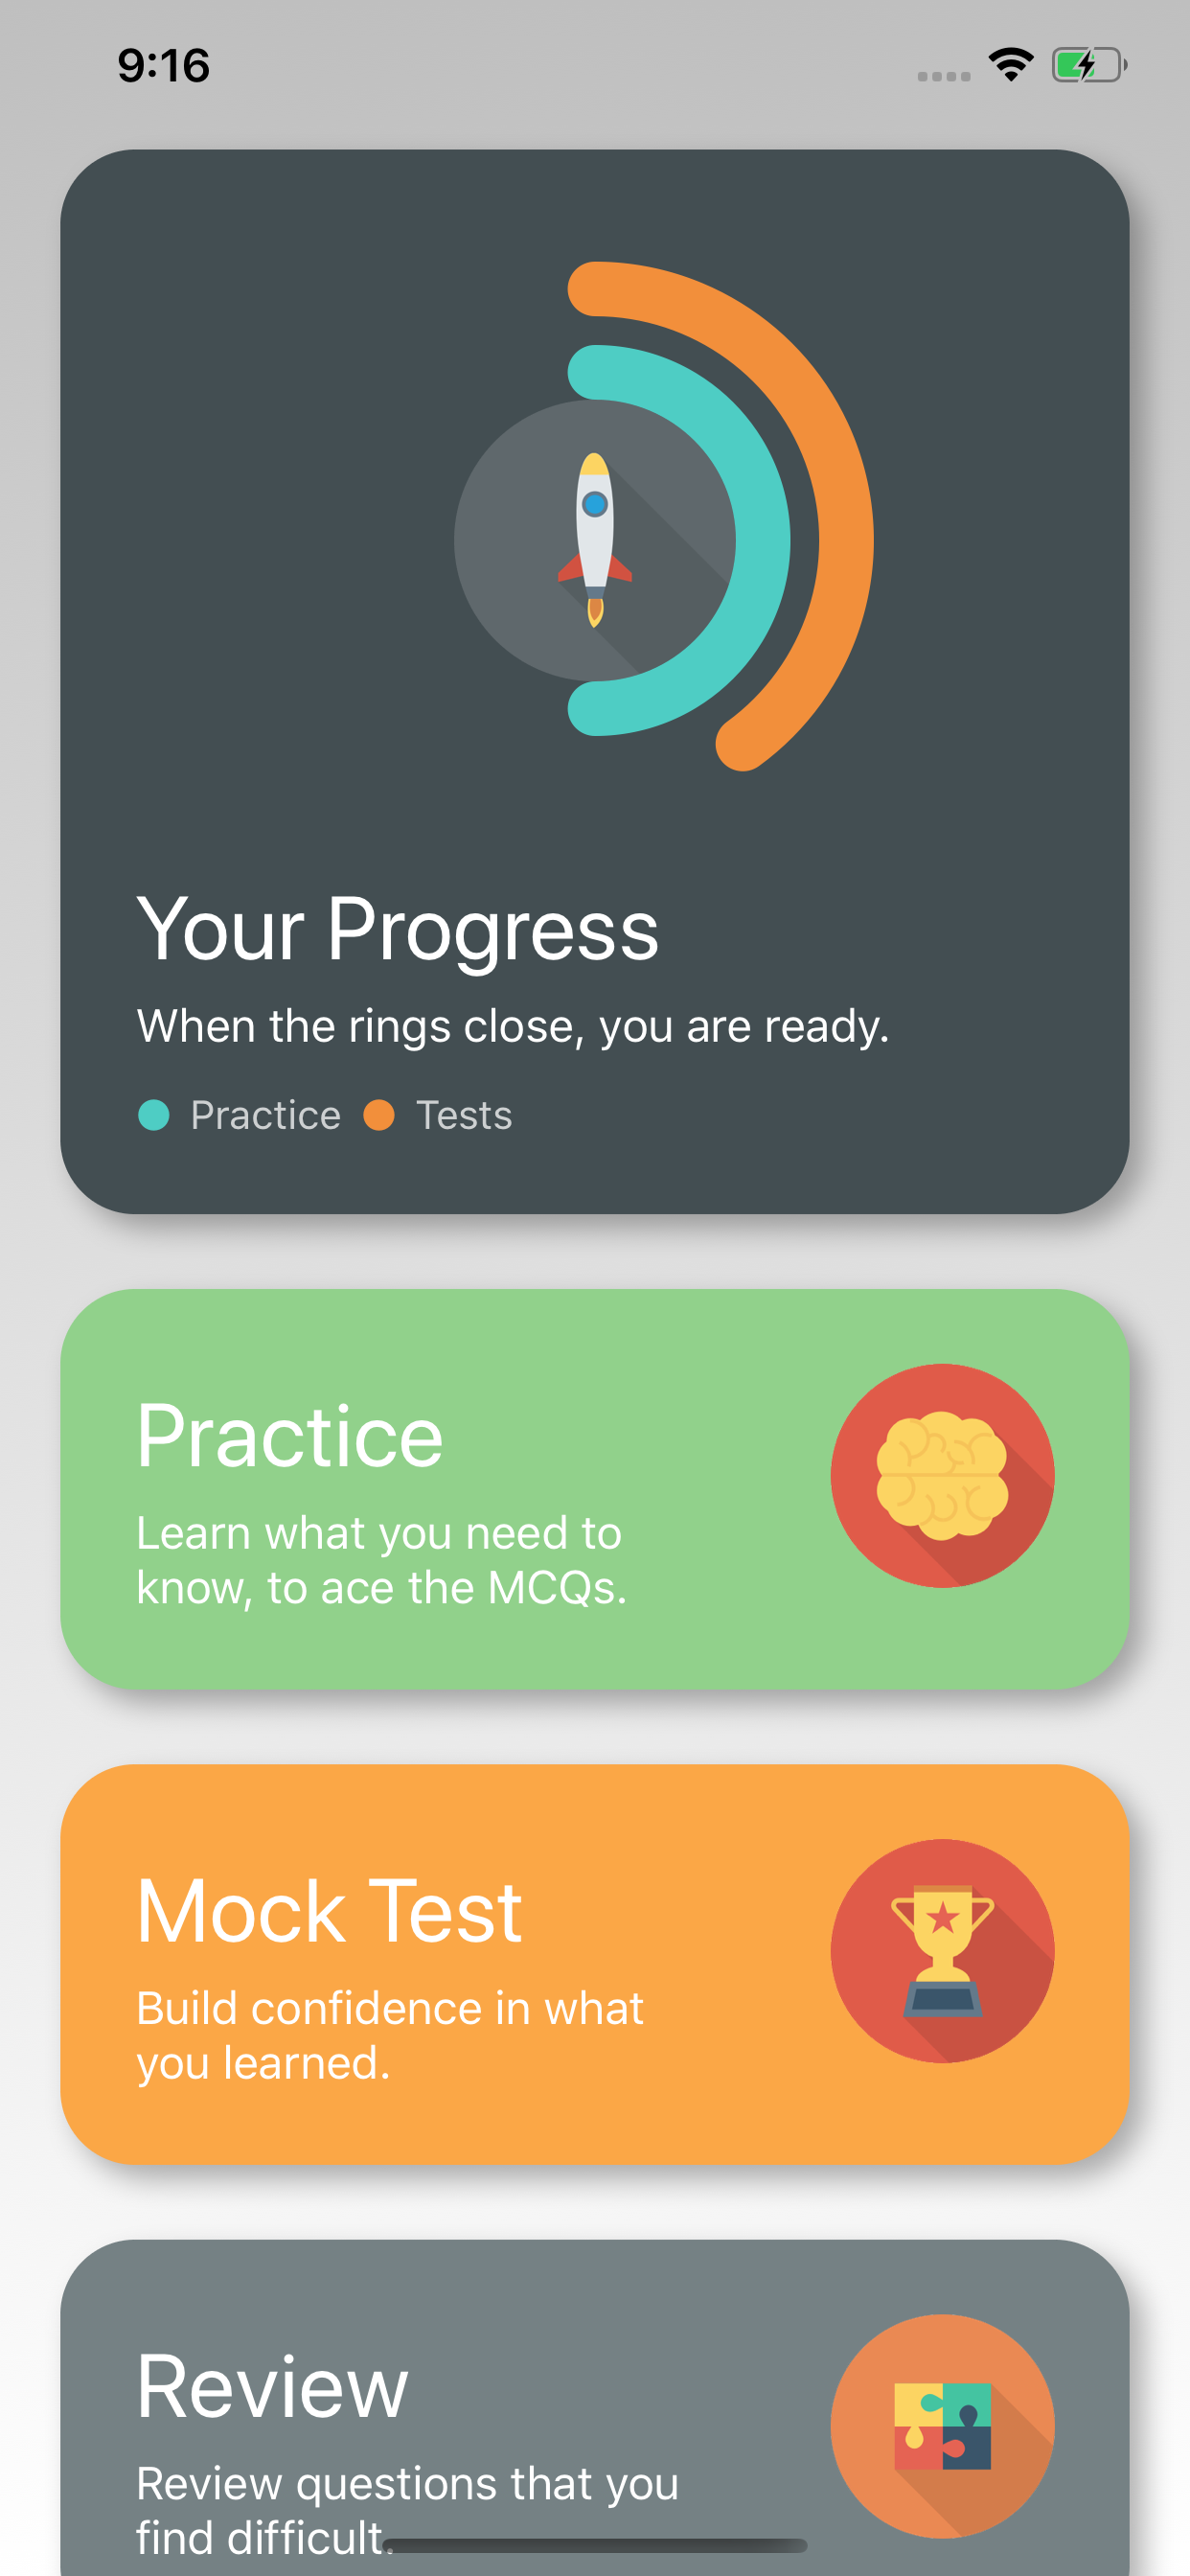 9:16
Your Progress
When the rings close, you are ready.
Practice Tests
Practice
Learn what you need to
know, to ace the MCQs.
Mock Test
Build confidence in what
you learned.
Review
Review questions that you
find difficult.